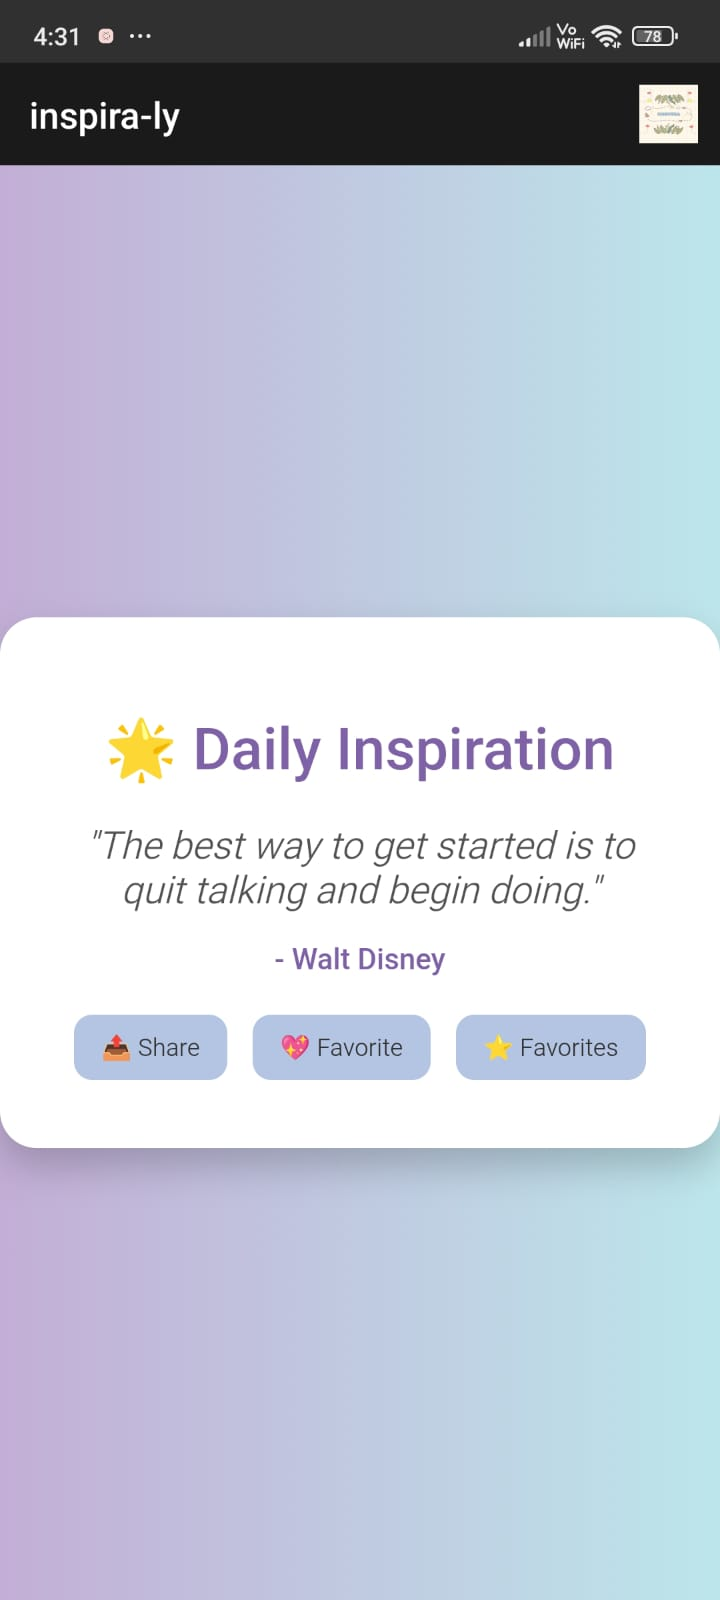 4:31
Vo
WiFi
78
inspira-ly
Daily Inspiration
"The best way to get started is to
quit talking and begin doing."
- Walt Disney
Share
Favorite
Favorites